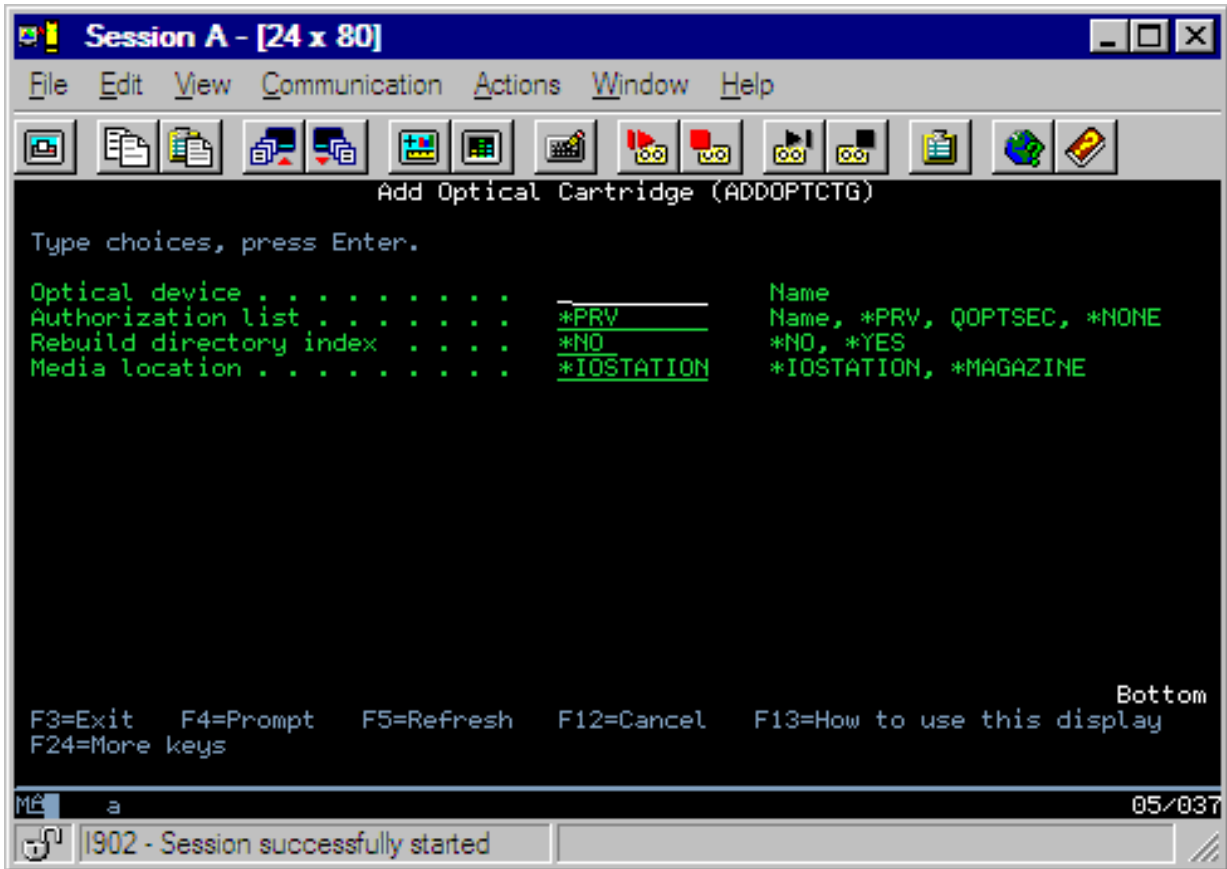 Session A - [24 x 80]
File Edit View Communication Actions Window Help
Add Optical Cartridge (ADDOPTCTG)
Type choices, press Enter.
Optical device . . . . . . . . . _ Name
Authorization list . . . . . . . *PRV Name, *PRV, QOPTSEC, *NONE
Rebuild directory index . . . . *NO *NO, *YES
Media location . . . . . . . . . *IOSTATION *IOSTATION, *MAGAZINE
Bottom
F3=Exit F4=Prompt F5=Refresh F12=Cancel F13=How to use this display
F24=More keys
MA a 05/037
I902 - Session successfully started